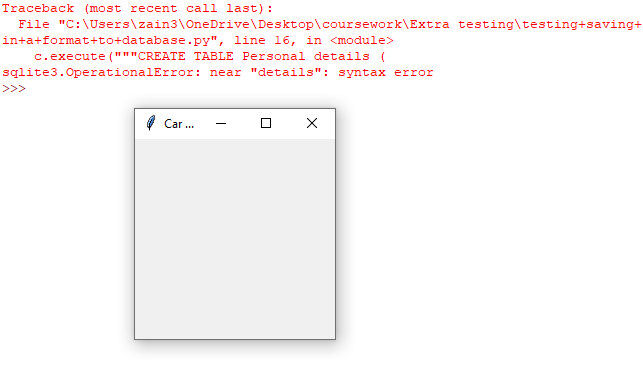 Traceback (most recent call last):
  File "C:\Users\zain3\OneDrive\Desktop\coursework\Extra testing\testing+saving+
in+a+format+to+database.py", line 16, in <module>
    c.execute("""CREATE TABLE Personal details (
sqlite3.OperationalError: near "details": syntax error
>>>
Car ...